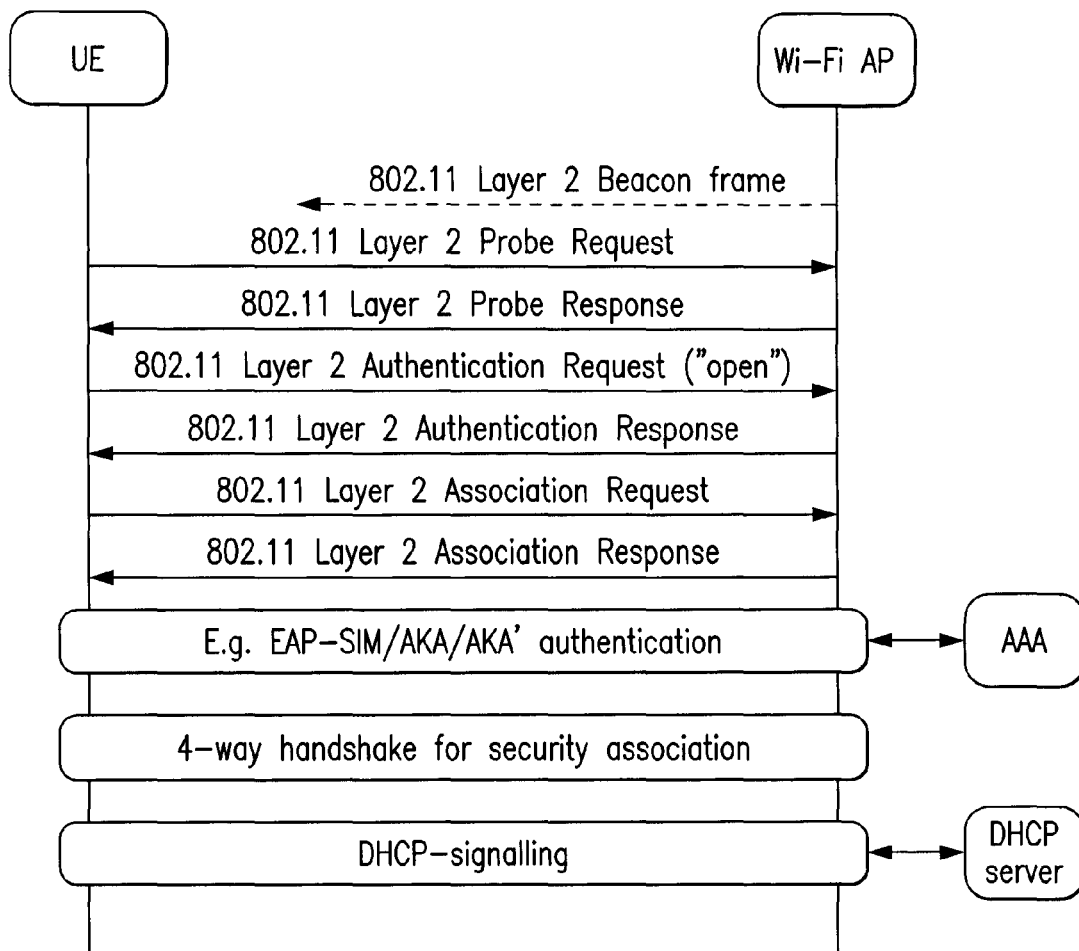 UE
Wi-Fi AP
802.11 Layer 2 Beacon frame
802.11 Layer 2 Probe Request
802.11 Layer 2 Probe Response
802.11 Layer 2 Authentication Request ("open")
802.11 Layer 2 Authentication Response
802.11 Layer 2 Association Request
802.11 Layer 2 Association Response
E.g. EAP-SIM/AKA/AKA' authentication
AAA
4-way handshake for security association
DHCP-signalling
DHCP
server